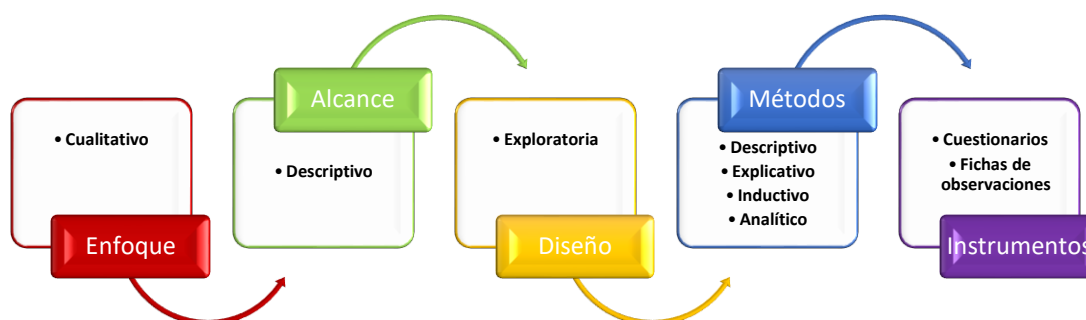 • Cualitativo
Enfoque
Alcance
• Descriptivo
• Exploratoria
Diseño
Métodos
• Descriptivo
• Explicativo
• Inductivo
• Analítico
• Cuestionarios
• Fichas de
observaciones
Instrumentos